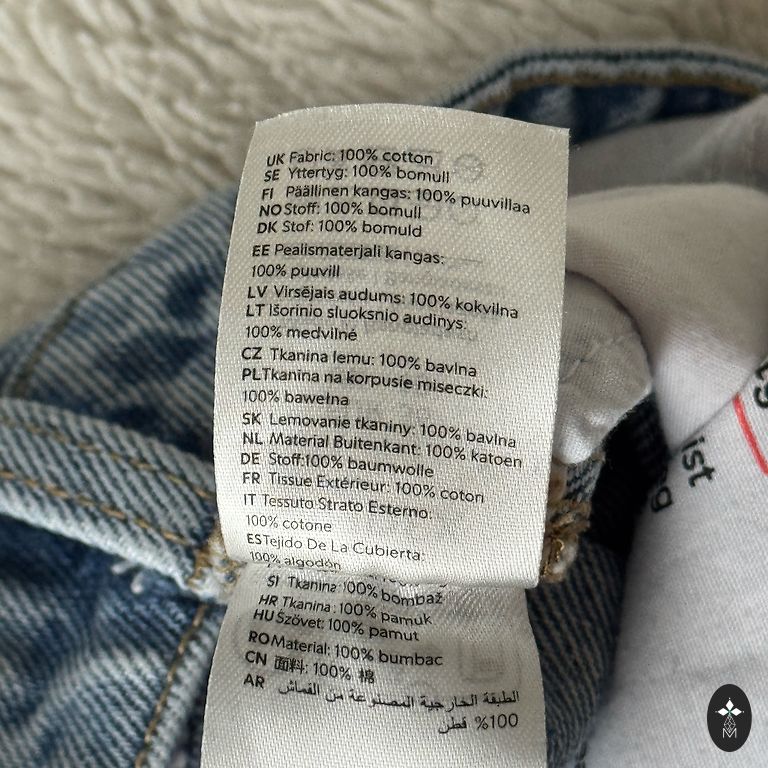 UK Fabric: 100% cotton
SE Yttertyg: 100% bomull
FI Päällinen kangas: 100% puuvillaa
NO Stoff: 100% bomull
DK Stof: 100% bomuld
EE Pealismaterjali kangas:
100% puuvill
LV Virsējais audums: 100% kokvilna
LT Išorinio sluoksnio audinys:
100% medvilnė
CZ Tkanina lemu: 100% bavlna
PL Tkanina na korpusie miseczki:
100% bawełna
SK Lemovanie tkaniny: 100% bavlna
NL Material Buitenkant: 100% katoen
DE Stoff:100% baumwolle
FR Tissue Extérieur: 100% coton
IT Tessuto Strato Esterno:
100% cotone
ES Tejido De La Cubierta:
100% algodón
SI Tkanina 100% bombaž
HR Tkanina: 100% pamuk
HU Szövet: 100% pamut
RO Material: 100% bumbac
CN 面料: 100% 棉
AR الطبقة الخارجية المصنوعة من القماش
100% قطن
ist
M